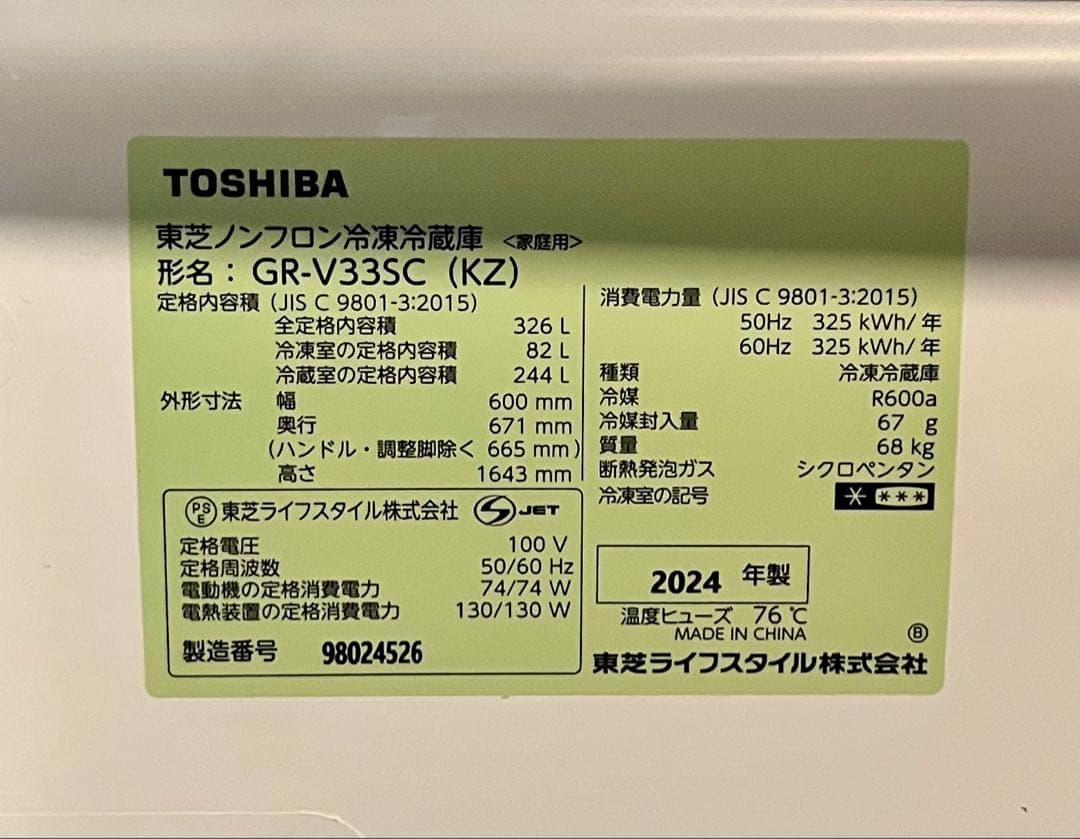 TOSHIBA
東芝ノンフロン冷凍冷蔵庫 <家庭用>
形名：GR-V33SC (KZ)
定格内容積 (JIS C 9801-3:2015)
全定格内容積 326 L
冷凍室の定格内容積 82 L
冷蔵室の定格内容積 244 L
外形寸法 幅 600 mm
奥行 671 mm
(ハンドル・調整脚除く 665 mm)
高さ 1643 mm
PSE 東芝ライフスタイル株式会社 S JET
定格電圧 100 V
定格周波数 50/60 Hz
電動機の定格消費電力 74/74 W
電熱装置の定格消費電力 130/130 W
製造番号 98024526
消費電力量 (JIS C 9801-3:2015)
50Hz 325 kWh/年
60Hz 325 kWh/年
種類 冷凍冷蔵庫
冷媒 R600a
冷媒封入量 67 g
質量 68 kg
断熱発泡ガス シクロペンタン
冷凍室の記号 * ***
2024 年製
温度ヒューズ 76℃
MADE IN CHINA Ⓑ
東芝ライフスタイル株式会社